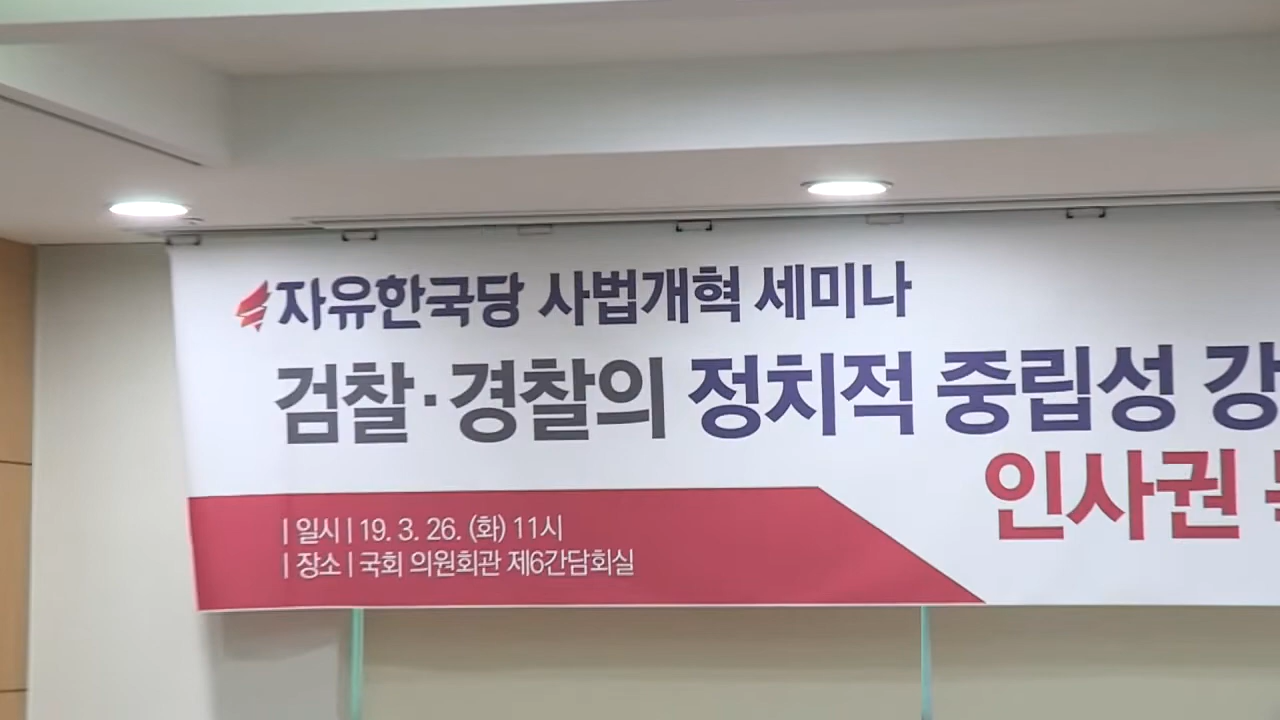 자유한국당 사법개혁 세미나
검찰·경찰의 정치적 중립성
인사권
| 일시 | 19. 3. 26. (화) 11시
| 장소 | 국회 의원회관 제6간담회실